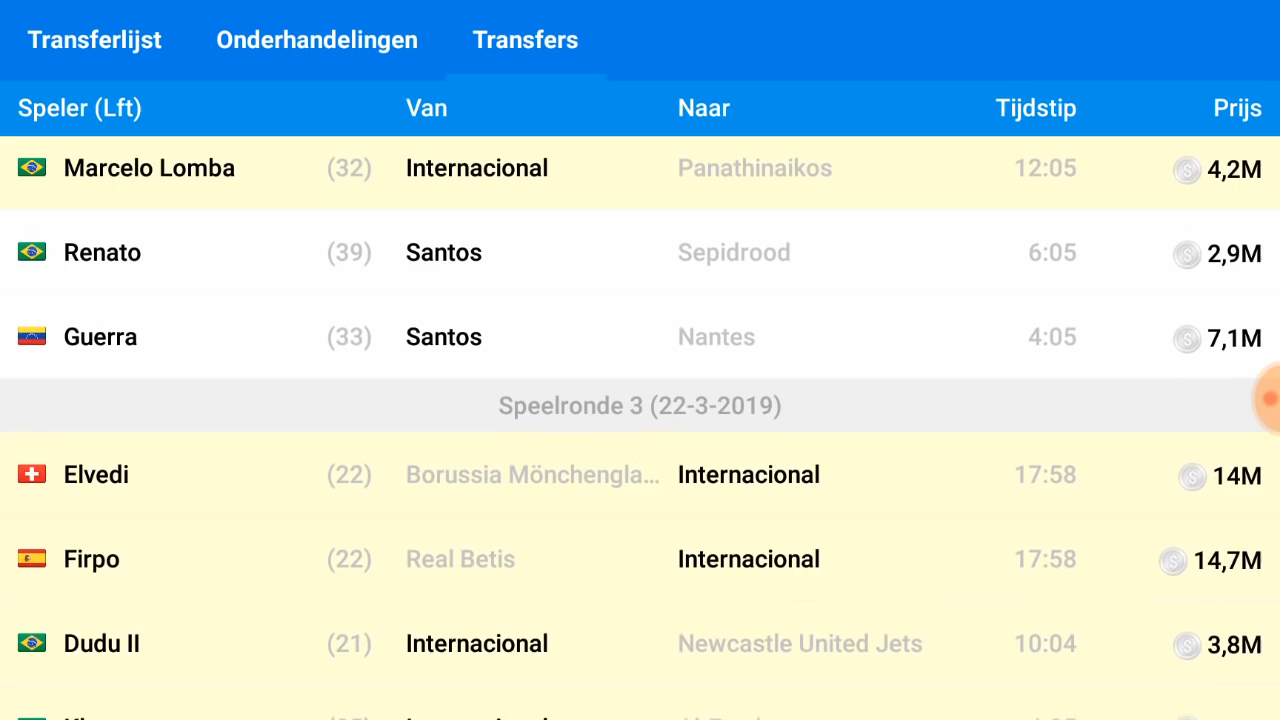 Transferlijst Onderhandelingen Transfers
Speler (Lft) Van Naar Tijdstip Prijs
Marcelo Lomba (32) Internacional Panathinaikos 12:05 4,2M
Renato (39) Santos Sepidrood 6:05 2,9M
Guerra (33) Santos Nantes 4:05 7,1M
Speelronde 3 (22-3-2019)
Elvedi (22) Borussia Mönchengla... Internacional 17:58 14M
Firpo (22) Real Betis Internacional 17:58 14,7M
Dudu II (21) Internacional Newcastle United Jets 10:04 3,8M